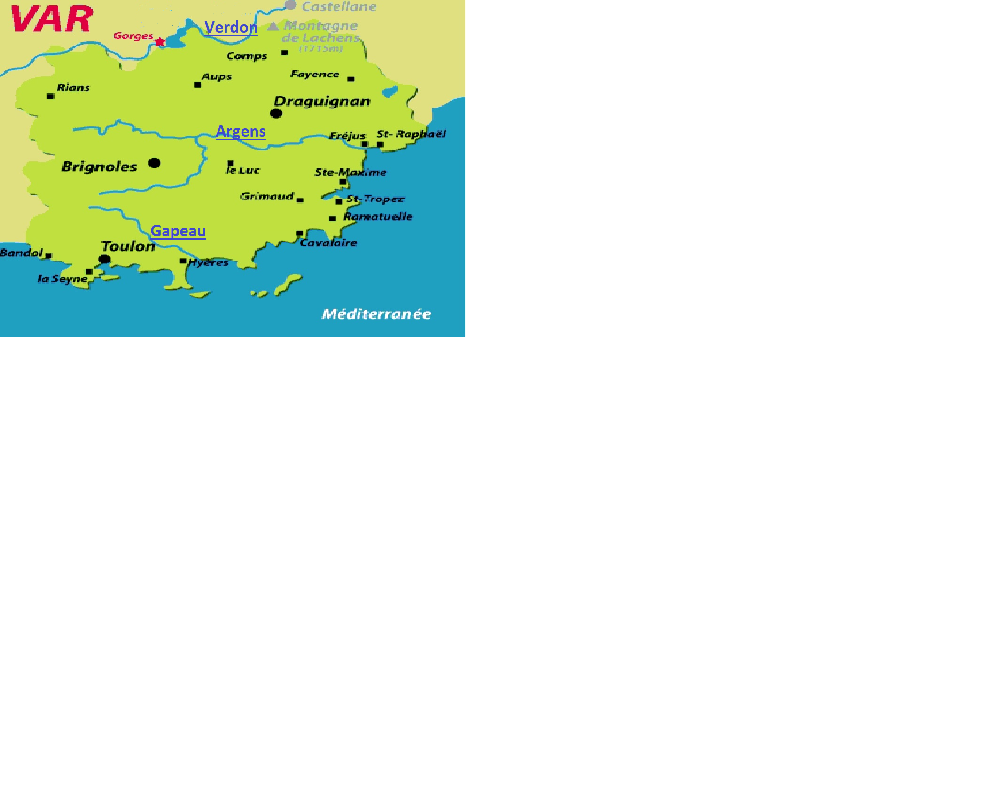 VAR
Castellane
Verdon
Montagne
de Lachens
(1715m)
Gorges
Comps
Aups
Fayence
Rians
Draguignan
Argens
Fréjus
St-Raphaël
Brignoles
le Luc
Ste-Maxime
Grimaud
St-Tropez
Ramatuelle
Gapeau
Cavalaire
Toulon
Bandol
Hyères
la Seyne
Méditerranée